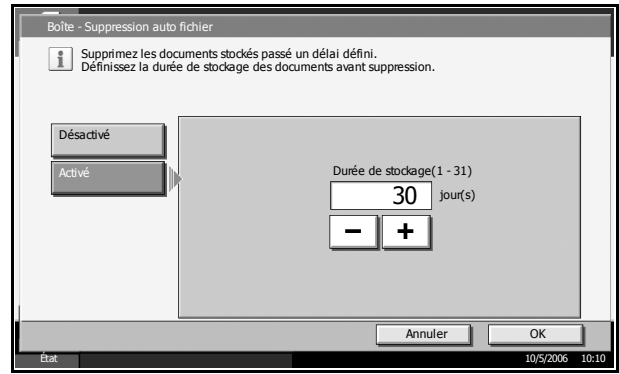 Boîte - Suppression auto fichier
Supprimez les documents stockés passé un délai défini.
Définissez la durée de stockage des documents avant suppression.
Désactivé
Activé
Durée de stockage(1 - 31)
30 jour(s)
− +
Annuler OK
État 10/5/2006 10:10